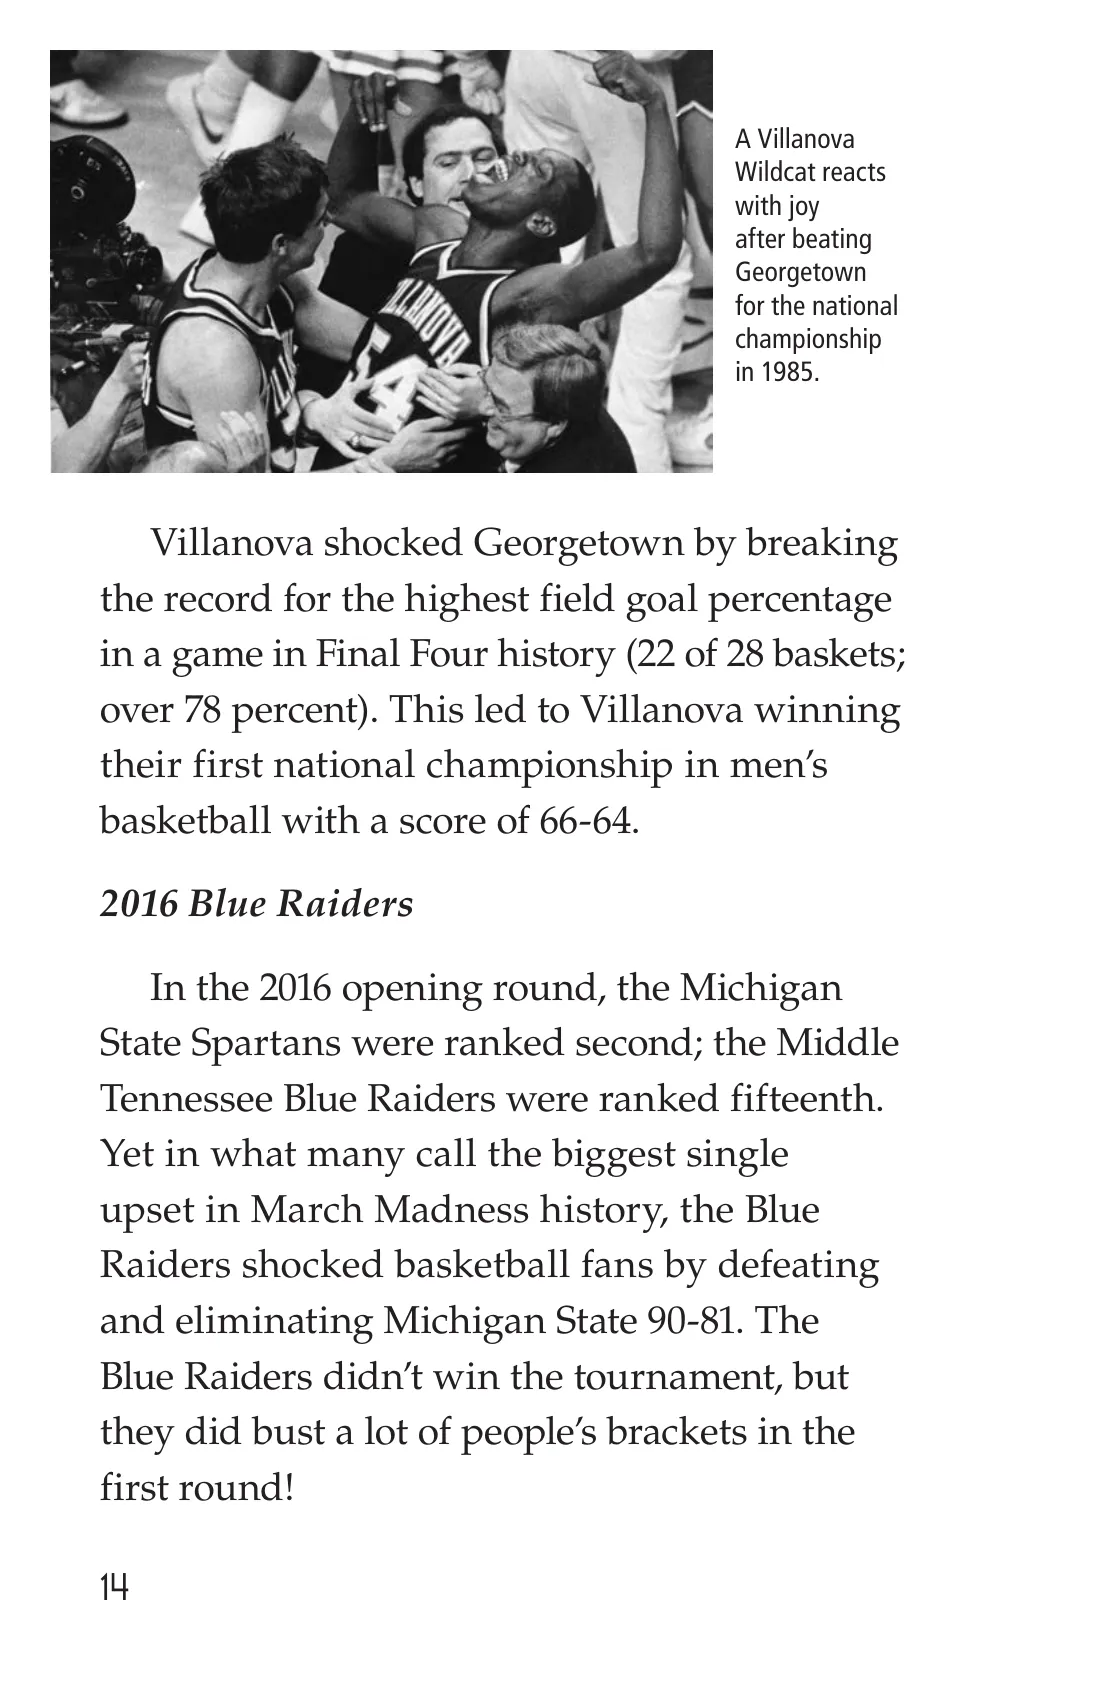 A Villanova
Wildcat reacts
with joy
after beating
Georgetown
for the national
championship
in 1985.
Villanova shocked Georgetown by breaking
the record for the highest field goal percentage
in a game in Final Four history (22 of 28 baskets;
over 78 percent). This led to Villanova winning
their first national championship in men’s
basketball with a score of 66-64.
2016 Blue Raiders
In the 2016 opening round, the Michigan
State Spartans were ranked second; the Middle
Tennessee Blue Raiders were ranked fifteenth.
Yet in what many call the biggest single
upset in March Madness history, the Blue
Raiders shocked basketball fans by defeating
and eliminating Michigan State 90-81. The
Blue Raiders didn’t win the tournament, but
they did bust a lot of people’s brackets in the
first round!
14